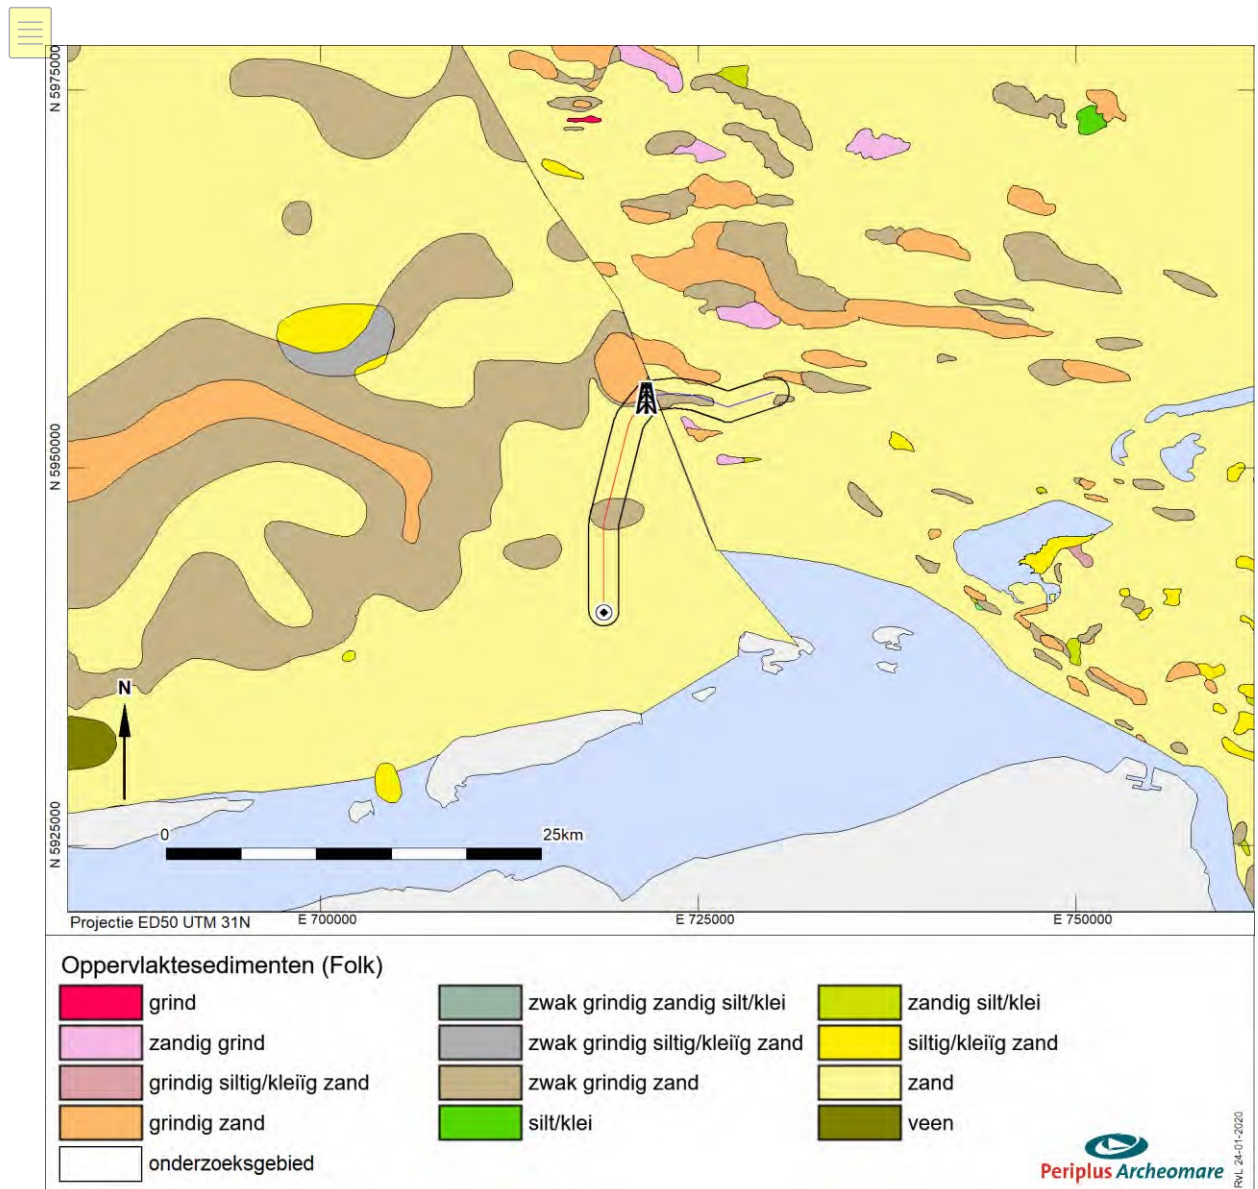 N 5975000
N 5950000
N 5925000
N
0 25km
Projectie ED50 UTM 31N
E 700000 E 725000 E 750000
Oppervlaktesedimenten (Folk)
grind
zandig grind
grindig siltig/kleiïg zand
grindig zand
onderzoeksgebied
zwak grindig zandig silt/klei
zwak grindig siltig/kleiïg zand
zwak grindig zand
silt/klei
zandig silt/klei
siltig/kleiïg zand
zand
veen
Periplus Archeomare
RvL 24-01-2020